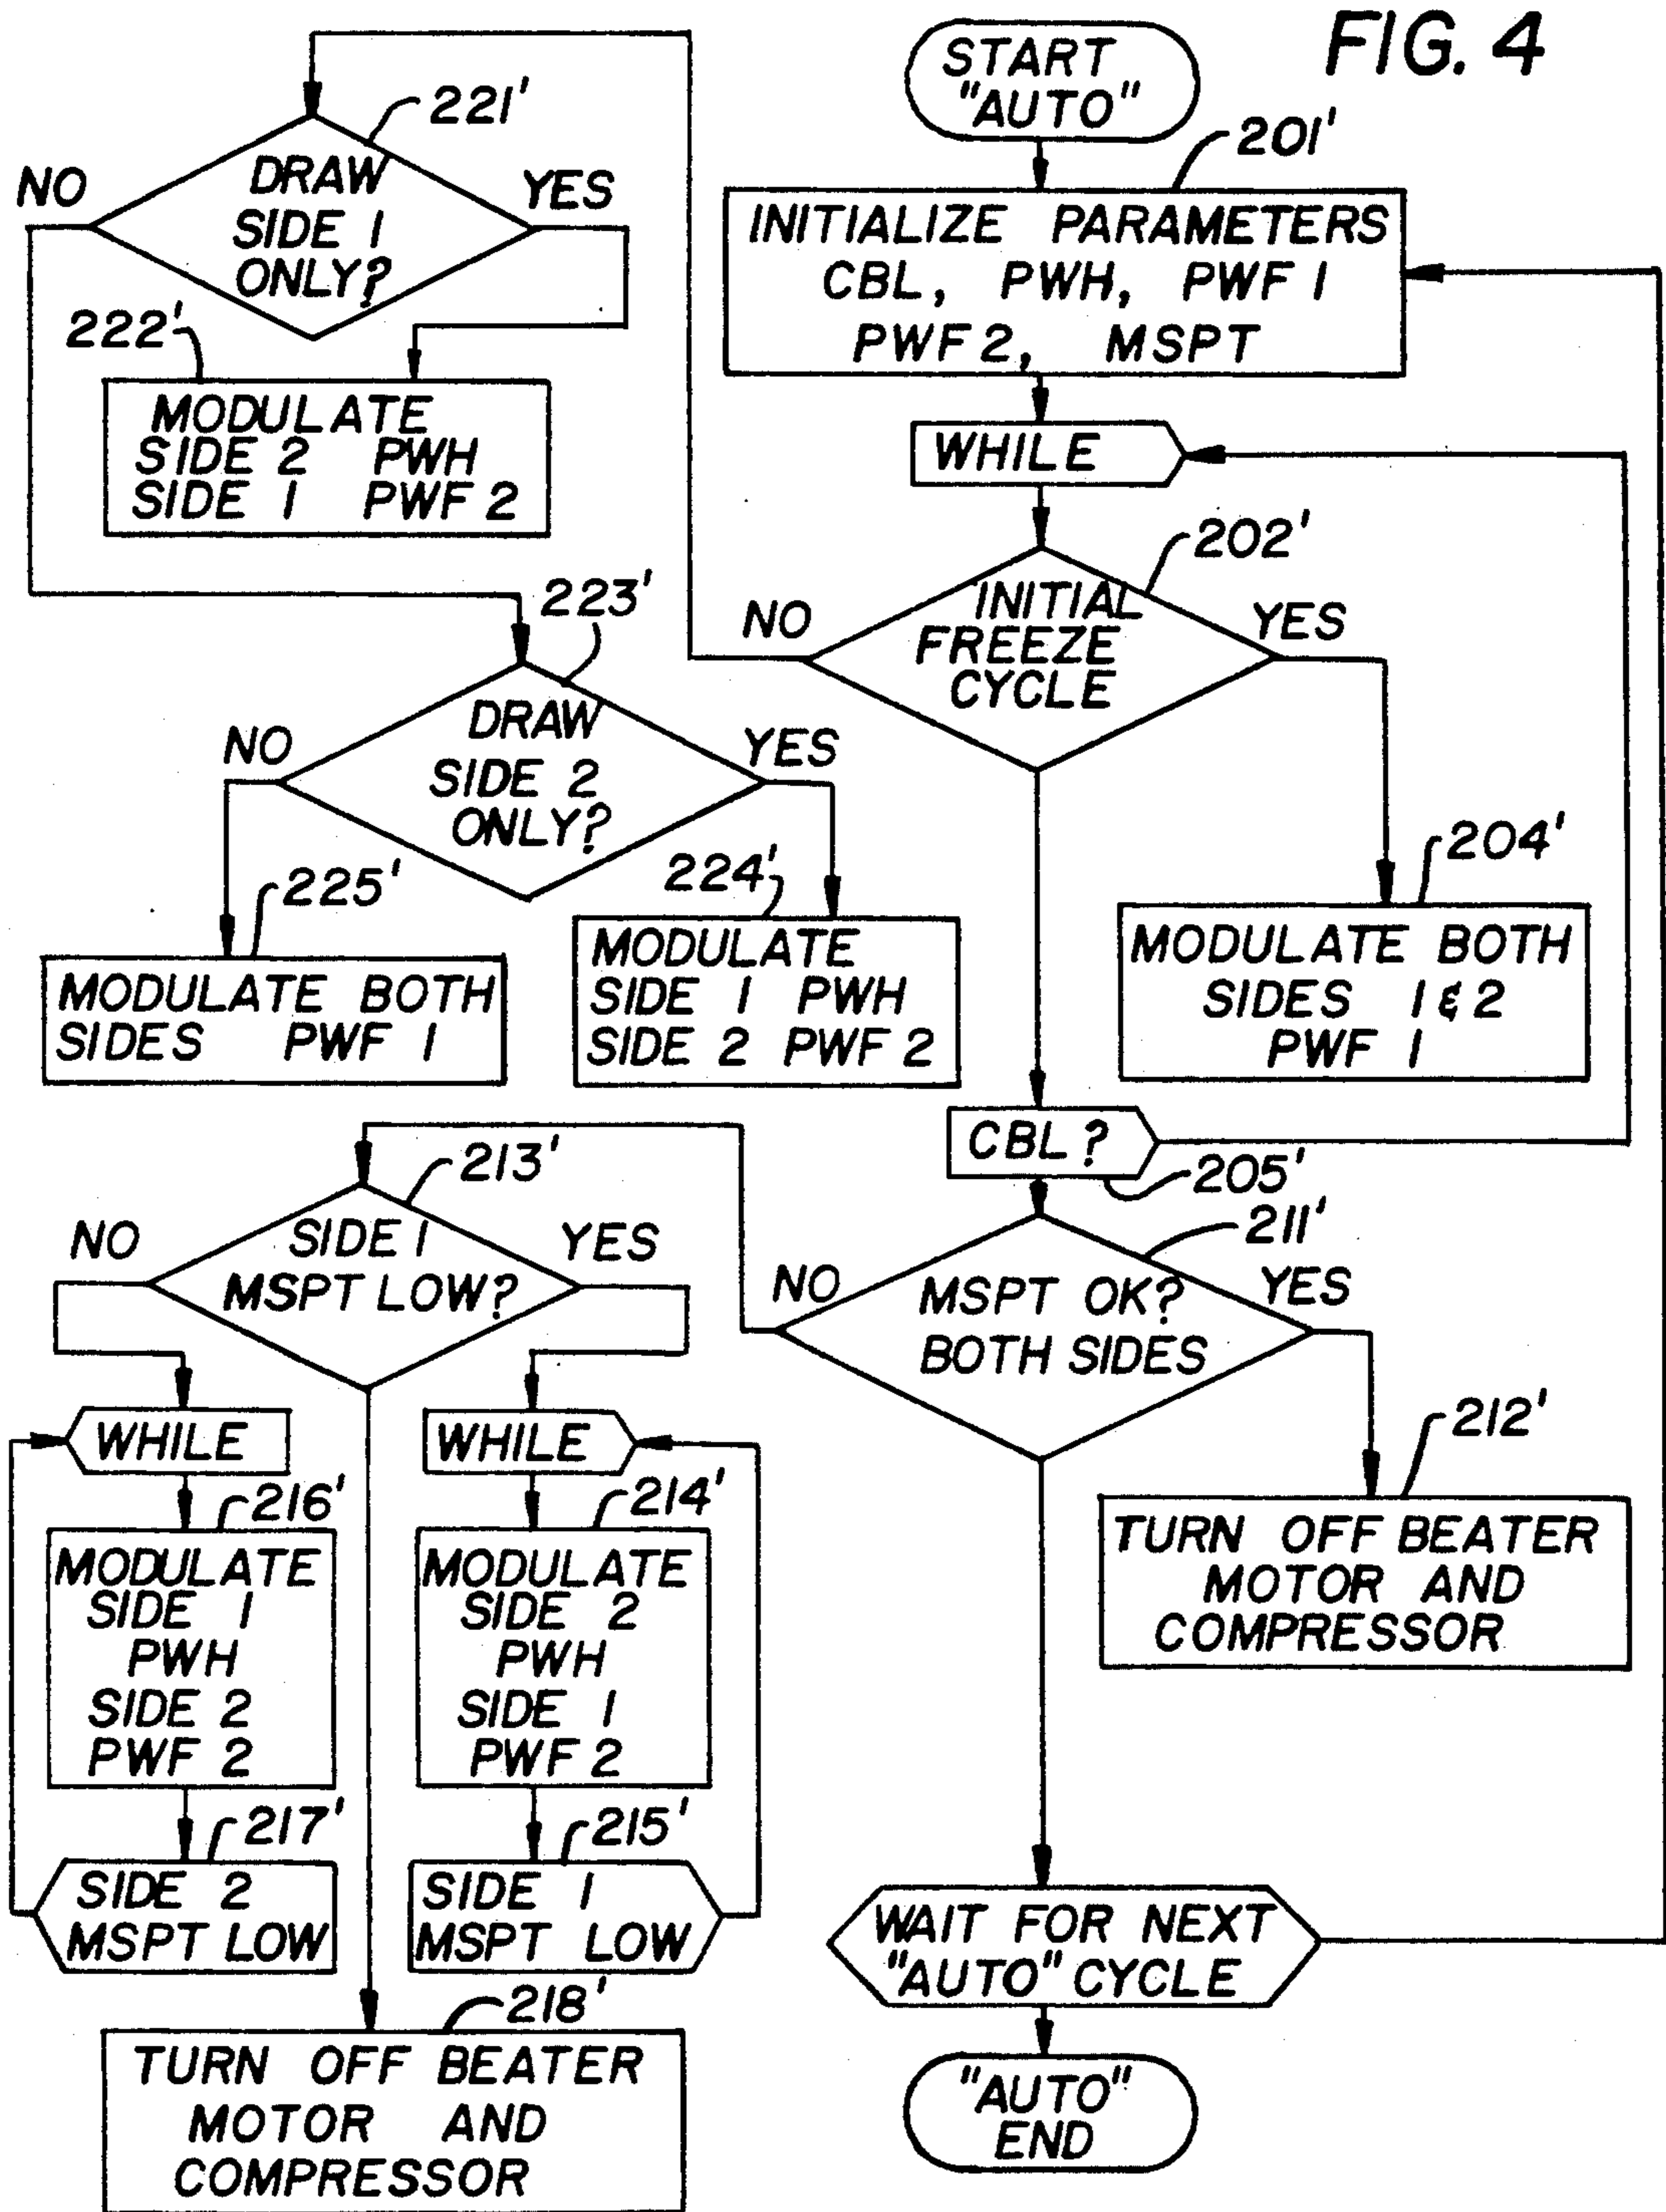 FIG. 4
START
"AUTO"
201'
INITIALIZE PARAMETERS
CBL, PWH, PWF 1
PWF 2, MSPT
WHILE
202'
INITIAL
FREEZE
CYCLE
NO
YES
204'
MODULATE BOTH
SIDES 1 & 2
PWF 1
221'
DRAW
SIDE 1
ONLY?
NO
YES
222'
MODULATE
SIDE 2 PWH
SIDE 1 PWF 2
223'
DRAW
SIDE 2
ONLY?
NO
YES
225'
MODULATE BOTH
SIDES PWF 1
224'
MODULATE
SIDE 1 PWH
SIDE 2 PWF 2
CBL?
205'
211'
MSPT OK?
BOTH SIDES
NO
YES
212'
TURN OFF BEATER
MOTOR AND
COMPRESSOR
213'
SIDE 1
MSPT LOW?
NO
YES
WHILE
216'
MODULATE
SIDE 1
PWH
SIDE 2
PWF 2
217'
SIDE 2
MSPT LOW
WHILE
214'
MODULATE
SIDE 2
PWH
SIDE 1
PWF 2
215'
SIDE 1
MSPT LOW
218'
TURN OFF BEATER
MOTOR AND
COMPRESSOR
WAIT FOR NEXT
"AUTO" CYCLE
"AUTO"
END